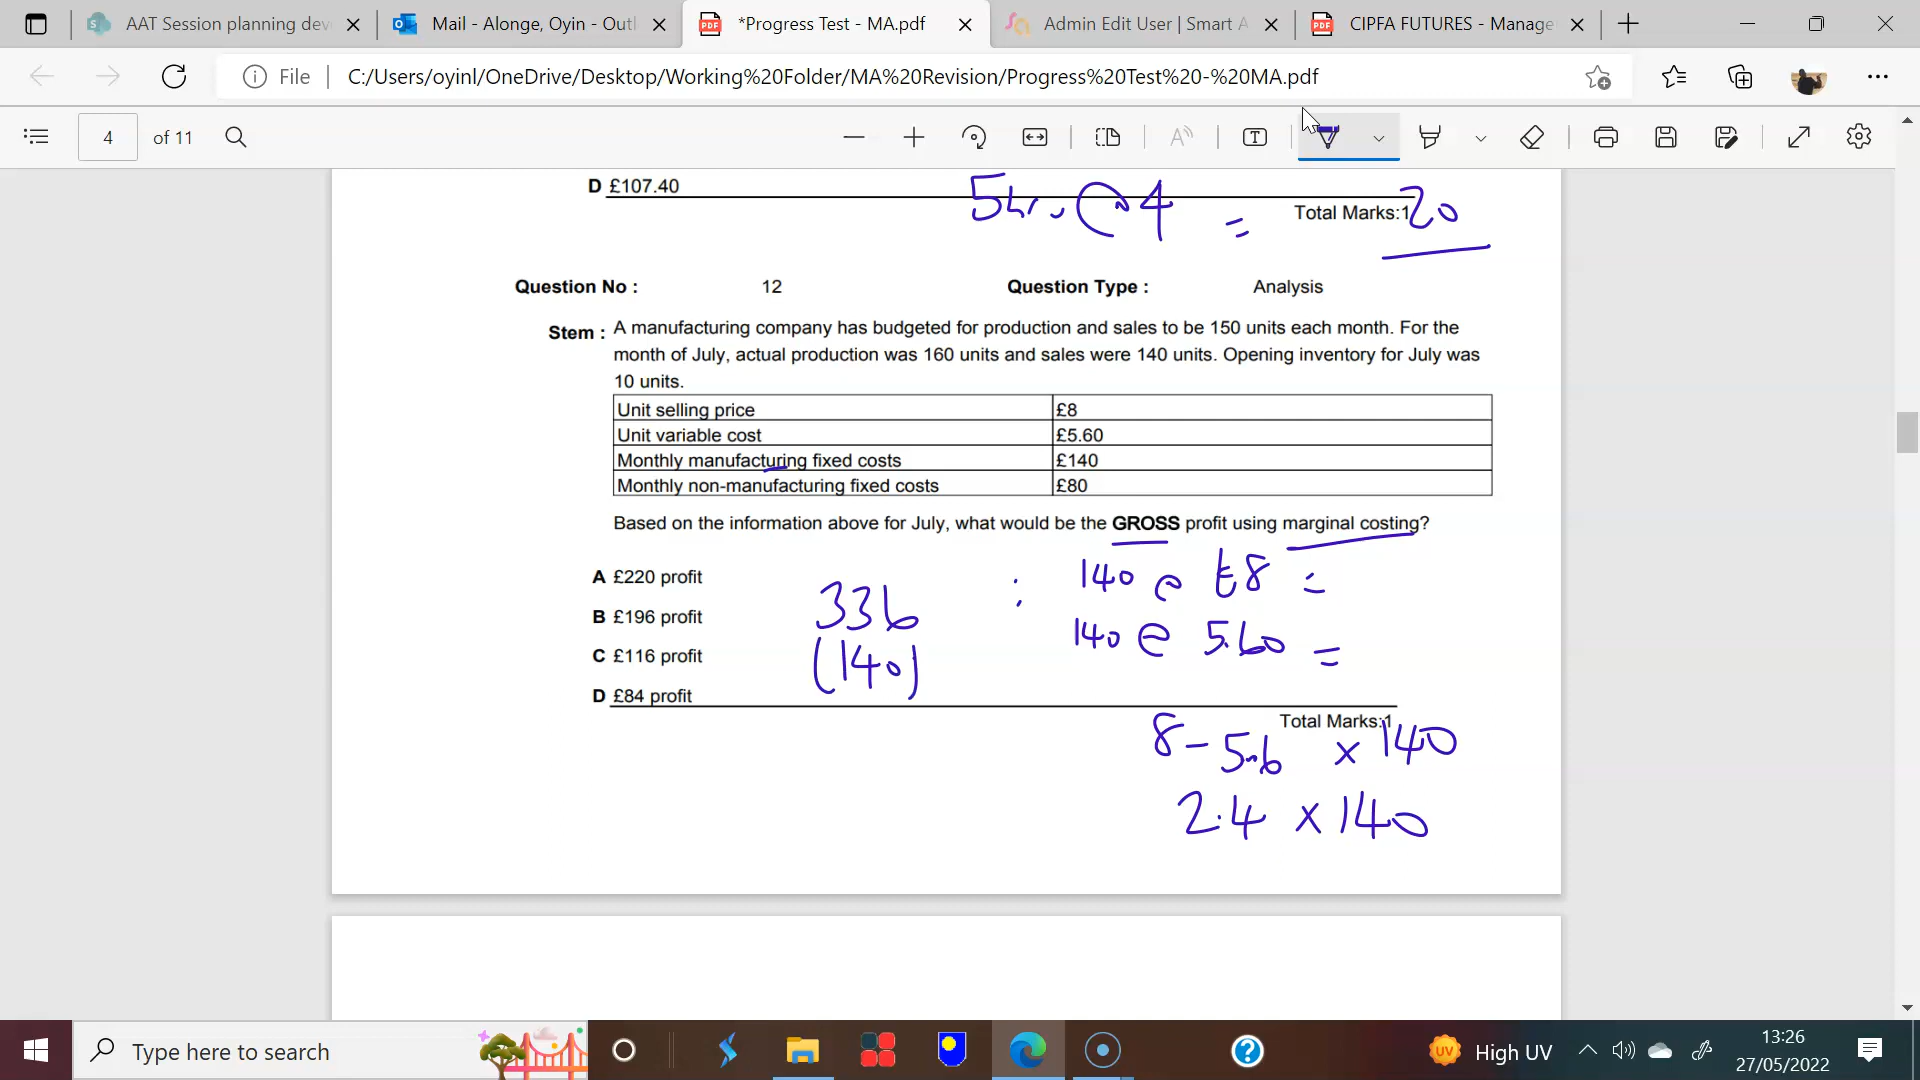 AAT Session planning dev
Mail - Alonge, Oyin - Outl
*Progress Test - MA.pdf
Admin Edit User | Smart A
CIPFA FUTURES - Manage
File
C:/Users/oyinl/OneDrive/Desktop/Working%20Folder/MA%20Revision/Progress%20Test%20-%20MA.pdf
4 of 11
D £107.40
5hrs @ 4 = 20
Total Marks:1
Question No : 12 Question Type : Analysis
Stem : A manufacturing company has budgeted for production and sales to be 150 units each month. For the
month of July, actual production was 160 units and sales were 140 units. Opening inventory for July was
10 units.
Unit selling price £8
Unit variable cost £5.60
Monthly manufacturing fixed costs £140
Monthly non-manufacturing fixed costs £80
Based on the information above for July, what would be the GROSS profit using marginal costing?
A £220 profit
B £196 profit
C £116 profit
D £84 profit
336
(140)
: 140 @ £8 =
140 @ 5.60 =
Total Marks:1
8 - 5.6 x 140
2.4 x 140
Type here to search
UV
High UV
13:26
27/05/2022